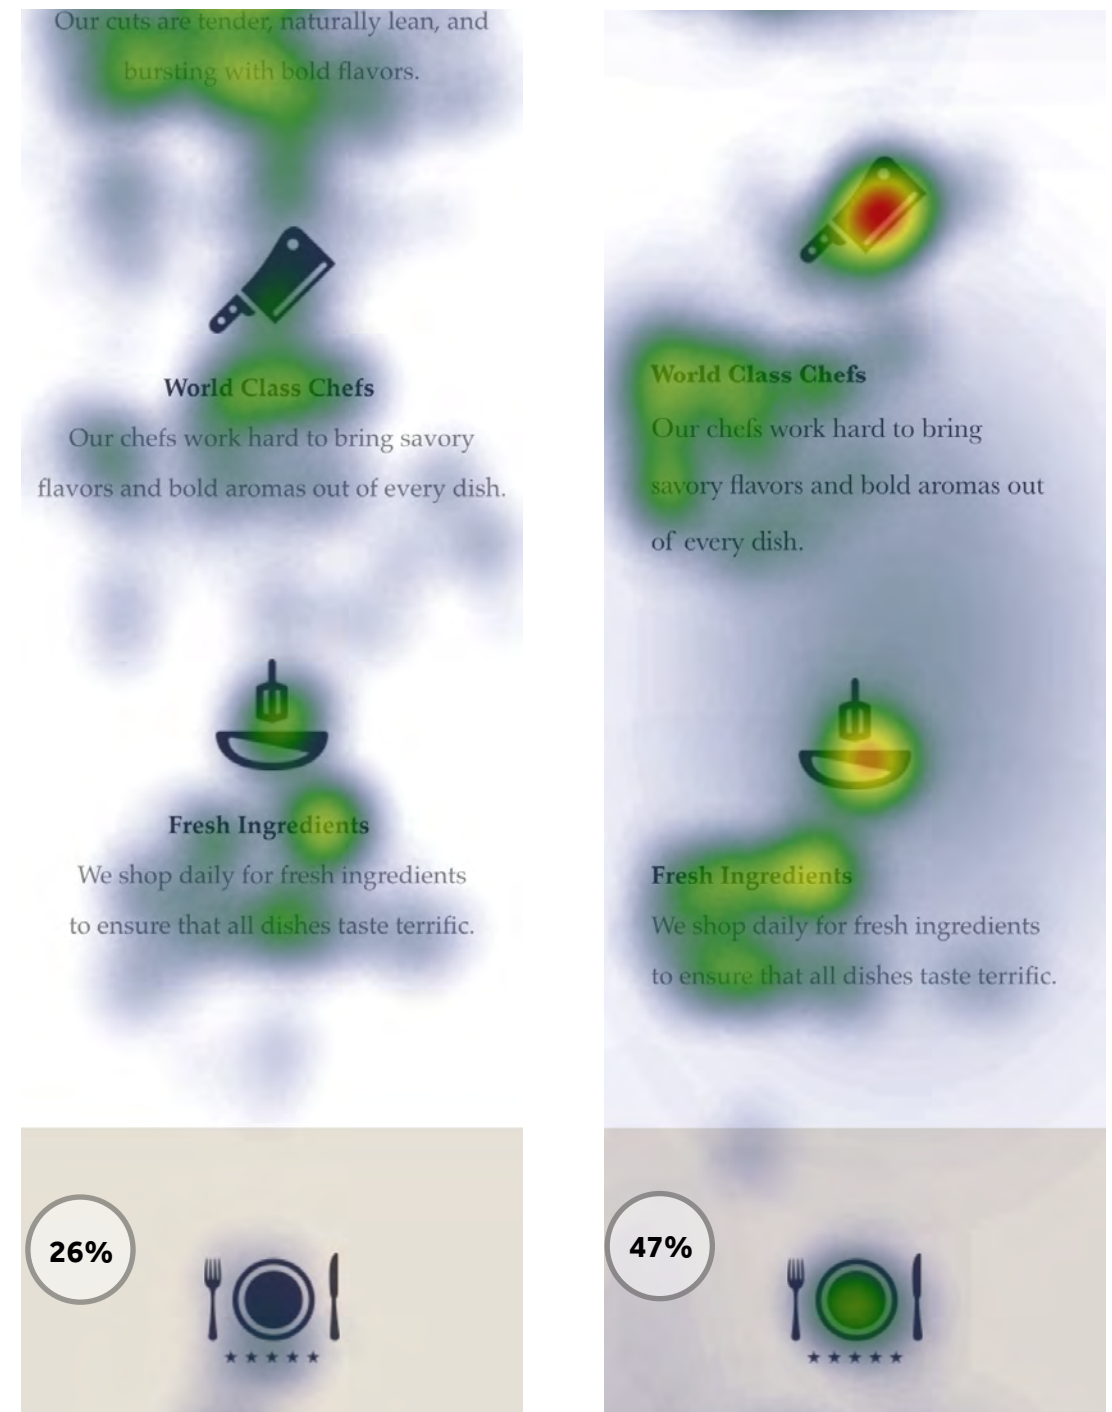 Our cuts are tender, naturally lean, and
bursting with bold flavors.
World Class Chefs
Our chefs work hard to bring savory
flavors and bold aromas out of every dish.
Fresh Ingredients
We shop daily for fresh ingredients
to ensure that all dishes taste terrific.
26%
World Class Chefs
Our chefs work hard to bring
savory flavors and bold aromas out
of every dish.
Fresh Ingredients
We shop daily for fresh ingredients
to ensure that all dishes taste terrific.
47%